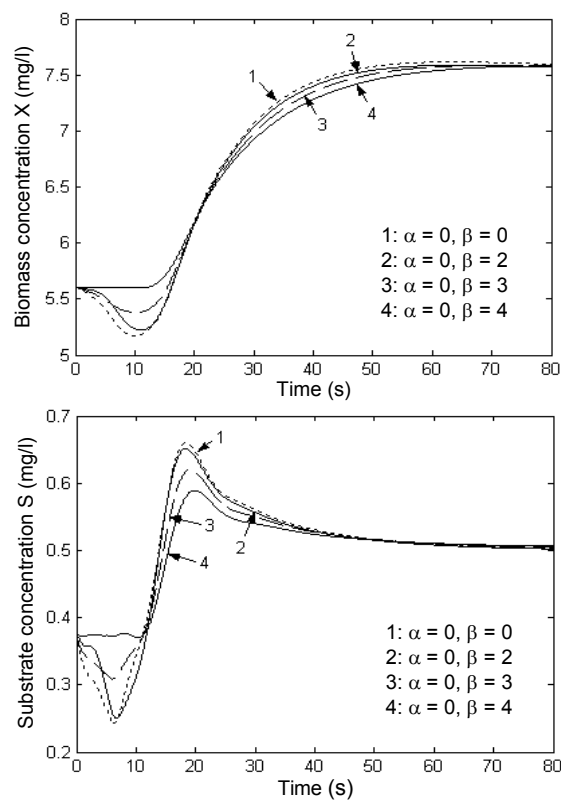 Biomass concentration X (mg/l)
8
7.5
7
6.5
6
5.5
5
0 10 20 30 40 50 60 70 80
Time (s)
1
2
3
4
1: α = 0, β = 0
2: α = 0, β = 2
3: α = 0, β = 3
4: α = 0, β = 4
Substrate concentration S (mg/l)
0.7
0.6
0.5
0.4
0.3
0.2
0 10 20 30 40 50 60 70 80
Time (s)
1
3
2
4
1: α = 0, β = 0
2: α = 0, β = 2
3: α = 0, β = 3
4: α = 0, β = 4